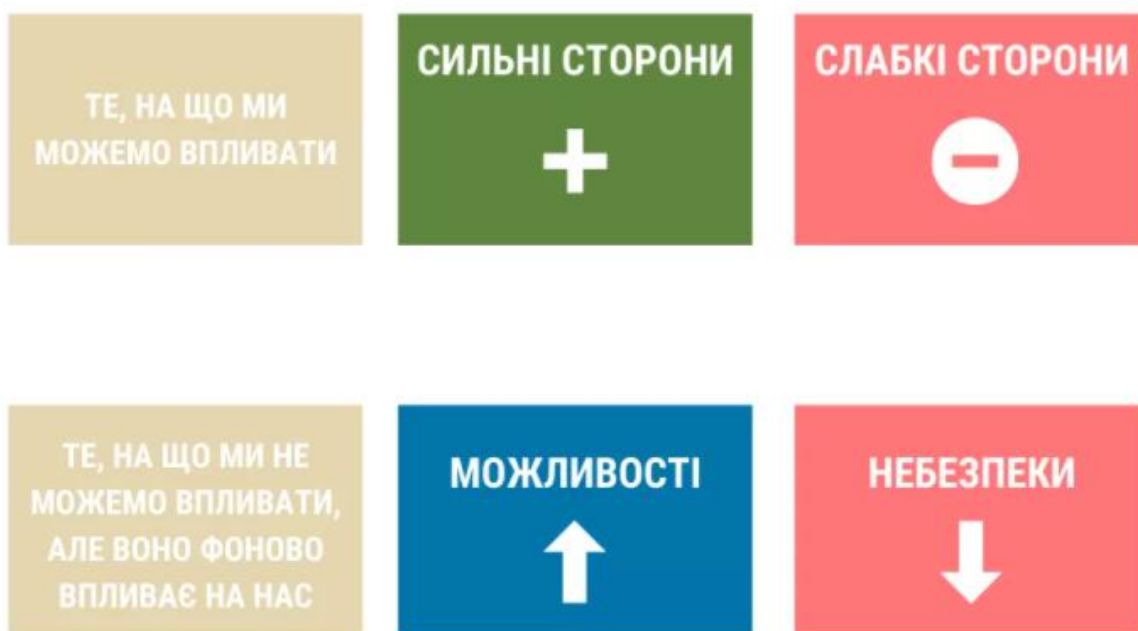 ТЕ, НА ЩО МИ
МОЖЕМО ВПЛИВАТИ
СИЛЬНІ СТОРОНИ
СЛАБКІ СТОРОНИ
ТЕ, НА ЩО МИ НЕ
МОЖЕМО ВПЛИВАТИ,
АЛЕ ВОНО ФОНОВО
ВПЛИВАЄ НА НАС
МОЖЛИВОСТІ
НЕБЕЗПЕКИ